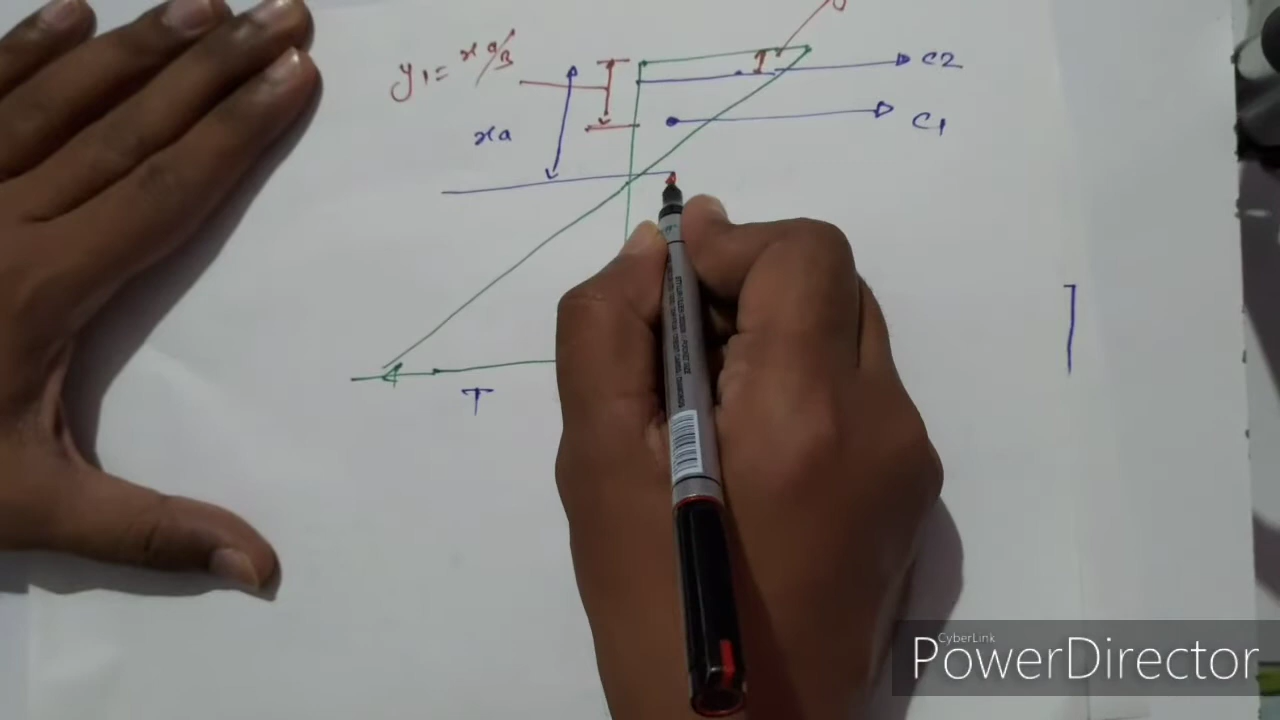 y1 = xa/3
C2
xa
C1
T
CyberLink
PowerDirector